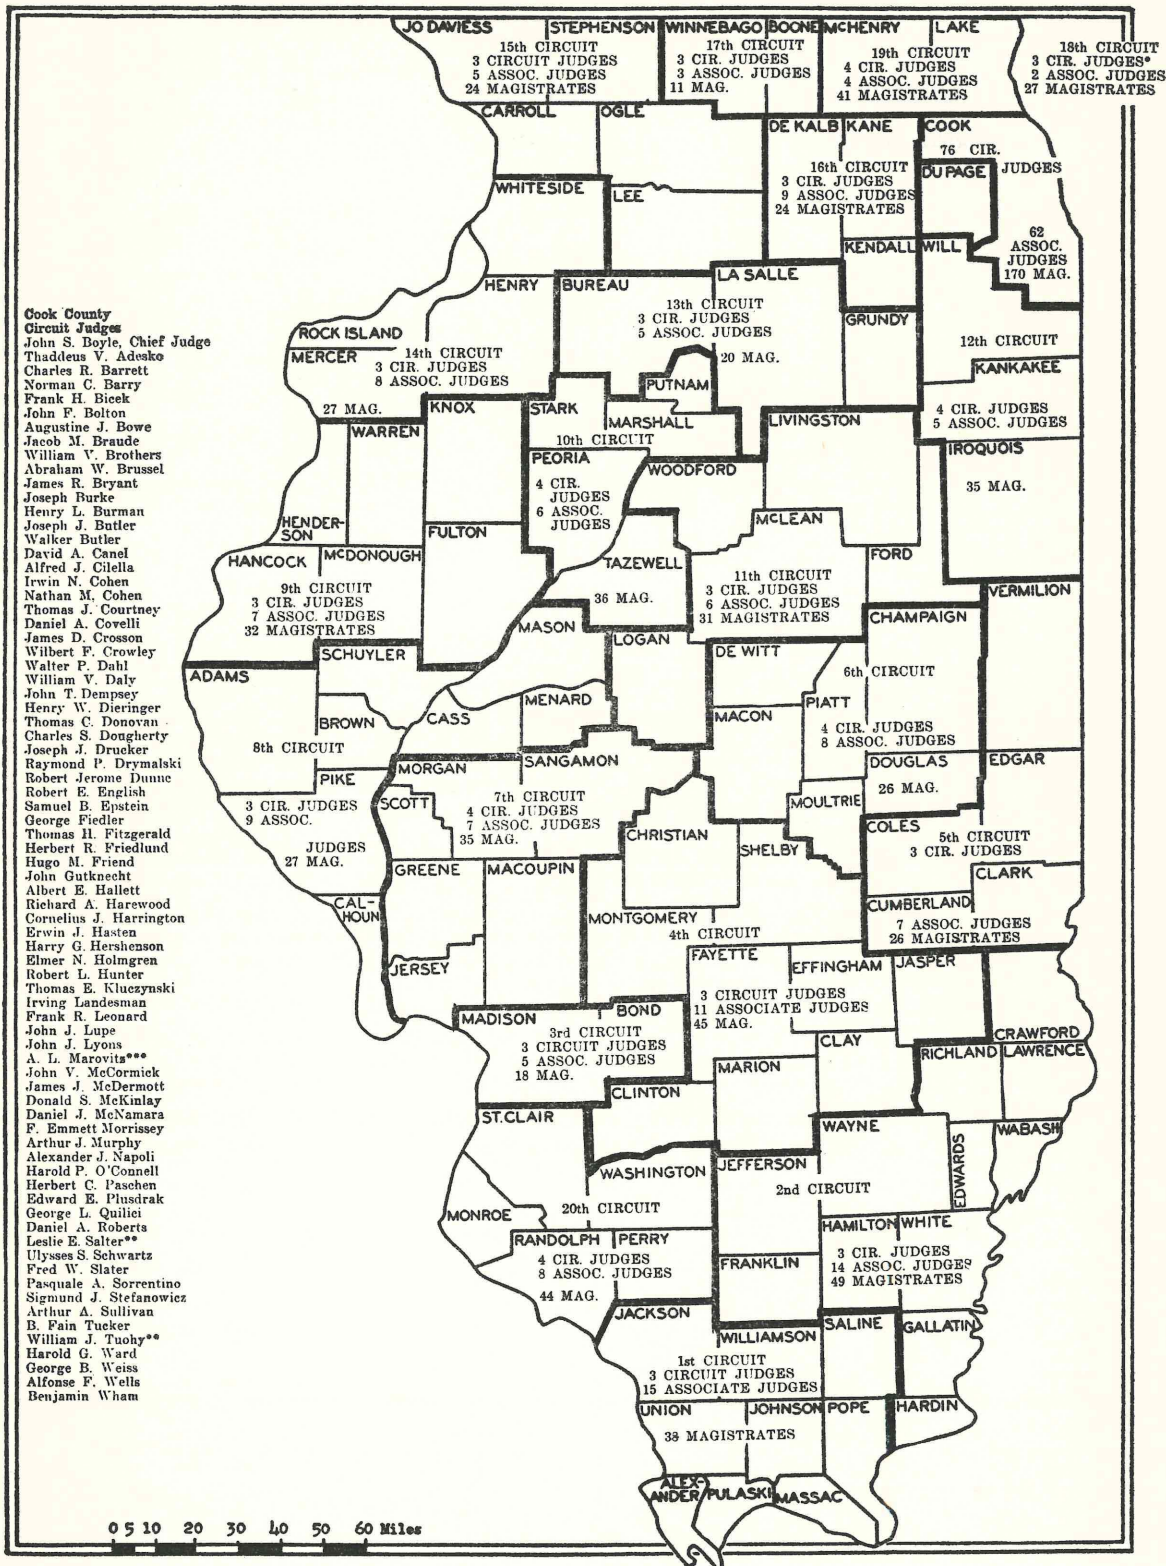 JO DAVIESS STEPHENSON WINNEBAGO BOONE McHENRY LAKE
15th CIRCUIT
3 CIRCUIT JUDGES
5 ASSOC. JUDGES
24 MAGISTRATES
17th CIRCUIT
3 CIR. JUDGES
3 ASSOC. JUDGES
11 MAG.
19th CIRCUIT
4 CIR. JUDGES
4 ASSOC. JUDGES
41 MAGISTRATES
18th CIRCUIT
3 CIR. JUDGES*
2 ASSOC. JUDGES
27 MAGISTRATES
CARROLL OGLE DE KALB KANE COOK
76 CIR.
JUDGES
16th CIRCUIT
3 CIR. JUDGES
9 ASSOC. JUDGES
24 MAGISTRATES
DU PAGE
WHITESIDE LEE
62
ASSOC.
JUDGES
170 MAG.
KENDALL WILL
HENRY BUREAU LA SALLE
13th CIRCUIT
3 CIR. JUDGES
5 ASSOC. JUDGES
20 MAG.
GRUNDY
ROCK ISLAND
MERCER
14th CIRCUIT
3 CIR. JUDGES
8 ASSOC. JUDGES
27 MAG.
12th CIRCUIT
KANKAKEE
4 CIR. JUDGES
5 ASSOC. JUDGES
PUTNAM
KNOX STARK
MARSHALL
LIVINGSTON
WARREN
10th CIRCUIT
IROQUOIS
35 MAG.
PEORIA
4 CIR.
JUDGES
6 ASSOC.
JUDGES
WOODFORD
McLEAN
HENDER-
SON
FULTON
FORD
HANCOCK McDONOUGH
9th CIRCUIT
3 CIR. JUDGES
7 ASSOC. JUDGES
32 MAGISTRATES
TAZEWELL
36 MAG.
11th CIRCUIT
3 CIR. JUDGES
6 ASSOC. JUDGES
31 MAGISTRATES
VERMILION
CHAMPAIGN
MASON LOGAN
DE WITT
SCHUYLER
ADAMS
6th CIRCUIT
4 CIR. JUDGES
8 ASSOC. JUDGES
26 MAG.
PIATT
MENARD
CASS
BROWN
MACON
8th CIRCUIT
3 CIR. JUDGES
9 ASSOC.
JUDGES
27 MAG.
MORGAN SANGAMON
DOUGLAS EDGAR
PIKE
SCOTT
7th CIRCUIT
4 CIR. JUDGES
7 ASSOC. JUDGES
35 MAG.
MOULTRIE
COLES
CHRISTIAN
SHELBY
5th CIRCUIT
3 CIR. JUDGES
7 ASSOC. JUDGES
26 MAGISTRATES
GREENE MACOUPIN
CLARK
CUMBERLAND
CAL-
HOUN
MONTGOMERY
4th CIRCUIT
3 CIRCUIT JUDGES
11 ASSOCIATE JUDGES
45 MAG.
FAYETTE EFFINGHAM JASPER
JERSEY
MADISON BOND
3rd CIRCUIT
3 CIRCUIT JUDGES
5 ASSOC. JUDGES
18 MAG.
CRAWFORD
CLAY
RICHLAND LAWRENCE
MARION
CLINTON
ST. CLAIR
WAYNE
EDWARDS
WABASH
WASHINGTON JEFFERSON
2nd CIRCUIT
3 CIR. JUDGES
14 ASSOC. JUDGES
49 MAGISTRATES
20th CIRCUIT
4 CIR. JUDGES
8 ASSOC. JUDGES
44 MAG.
MONROE
HAMILTON WHITE
RANDOLPH PERRY
FRANKLIN
JACKSON
WILLIAMSON
SALINE GALLATIN
1st CIRCUIT
3 CIRCUIT JUDGES
15 ASSOCIATE JUDGES
38 MAGISTRATES
UNION JOHNSON POPE HARDIN
ALEX-
ANDER
PULASKI MASSAC
Cook County
Circuit Judges
John S. Boyle, Chief Judge
Thaddeus V. Adesko
Charles R. Barrett
Norman C. Barry
Frank H. Bicek
John F. Bolton
Augustine J. Bowe
Jacob M. Braude
William V. Brothers
Abraham W. Brussel
James R. Bryant
Joseph Burke
Henry L. Burman
Joseph J. Butler
Walker Butler
David A. Canel
Alfred J. Cilella
Irwin N. Cohen
Nathan M. Cohen
Thomas J. Courtney
Daniel A. Covelli
James D. Crosson
Wilbert F. Crowley
Walter P. Dahl
William V. Daly
John T. Dempsey
Henry W. Dieringer
Thomas C. Donovan
Charles S. Dougherty
Joseph J. Drucker
Raymond P. Drymalski
Robert Jerome Dunne
Robert E. English
Samuel B. Epstein
George Fiedler
Thomas H. Fitzgerald
Herbert R. Friedlund
Hugo M. Friend
John Gutknecht
Albert E. Hallett
Richard A. Harewood
Cornelius J. Harrington
Erwin J. Hasten
Harry G. Hershenson
Elmer N. Holmgren
Robert L. Hunter
Thomas E. Kluczynski
Irving Landesman
Frank R. Leonard
John J. Lupe
John J. Lyons
A. L. Marovitz***
John V. McCormick
James J. McDermott
Donald S. McKinlay
Daniel J. McNamara
F. Emmett Morrissey
Arthur J. Murphy
Alexander J. Napoli
Harold P. O'Connell
Herbert C. Paschen
Edward E. Plusdrak
George L. Quilici
Daniel A. Roberts
Leslie E. Salter**
Ulysses S. Schwartz
Fred W. Slater
Pasquale A. Sorrentino
Sigmund J. Stefanowicz
Arthur A. Sullivan
B. Fain Tucker
William J. Tuohy**
Harold G. Ward
George B. Weiss
Alfonse F. Wells
Benjamin Wham
0 5 10 20 30 40 50 60 Miles